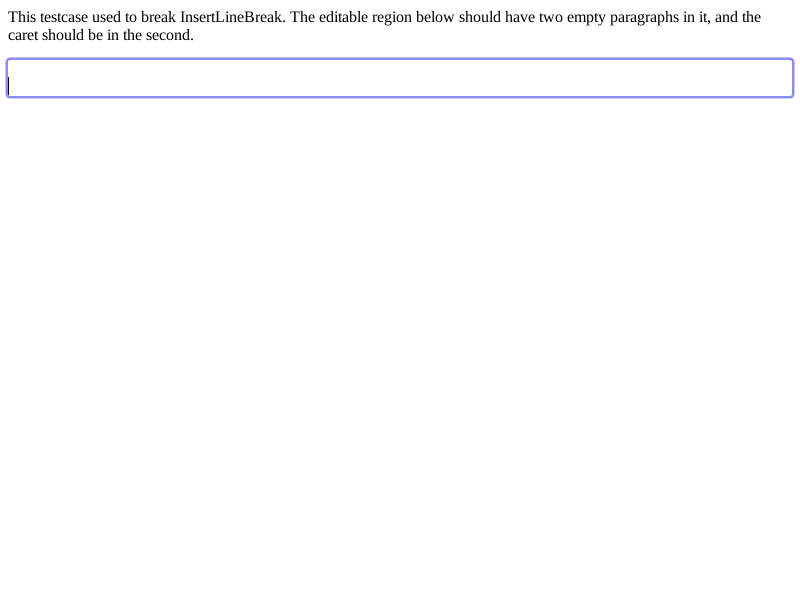 This testcase used to break InsertLineBreak. The editable region below should have two empty paragraphs in it, and the
caret should be in the second.